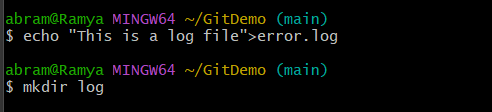 abram@Ramya MINGW64 ~/GitDemo (main)
$ echo "This is a log file">error.log
abram@Ramya MINGW64 ~/GitDemo (main)
$ mkdir log